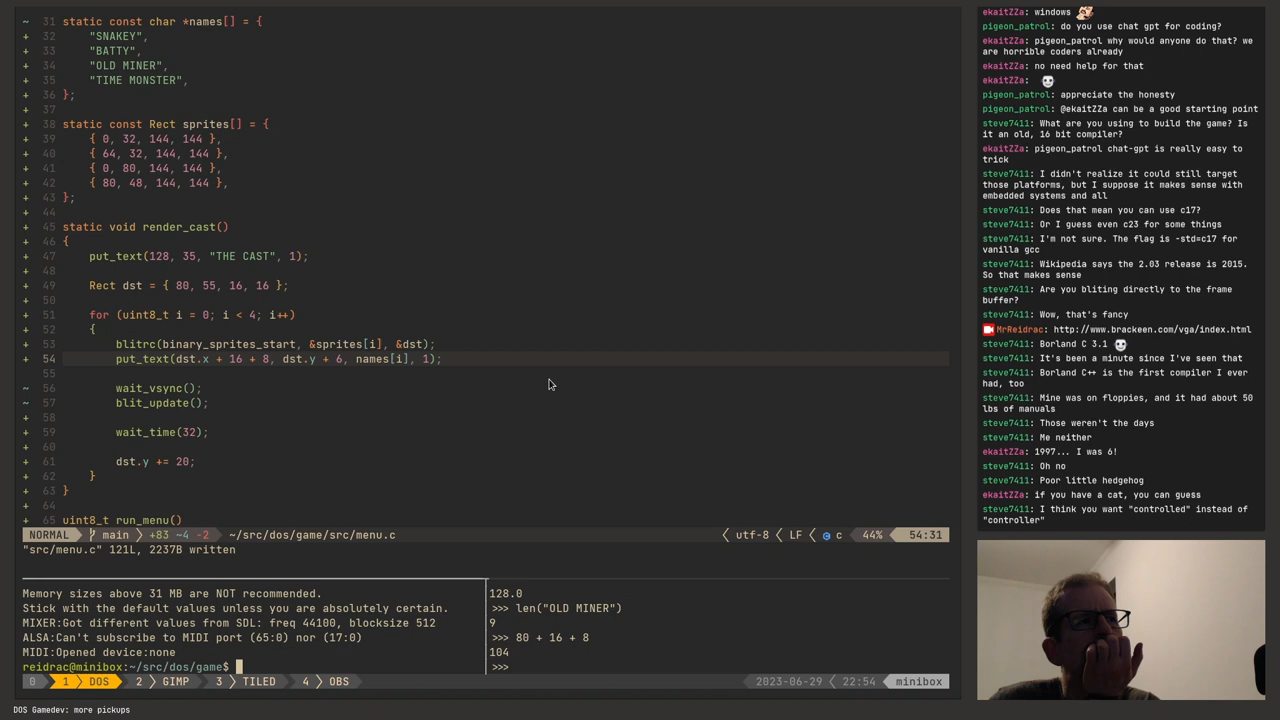 ~ 31 static const char *names[] = {
+ 32 "SNAKEY",
+ 33 "BATTY",
+ 34 "OLD MINER",
+ 35 "TIME MONSTER",
+ 36 };
+ 37
+ 38 static const Rect sprites[] = {
+ 39 { 0, 32, 144, 144 },
+ 40 { 64, 32, 144, 144 },
+ 41 { 0, 80, 144, 144 },
+ 42 { 80, 48, 144, 144 },
+ 43 };
+ 44
+ 45 static void render_cast()
+ 46 {
+ 47 put_text(128, 35, "THE CAST", 1);
+ 48
+ 49 Rect dst = { 80, 55, 16, 16 };
+ 50
+ 51 for (uint8_t i = 0; i < 4; i++)
+ 52 {
+ 53 blitrc(binary_sprites_start, &sprites[i], &dst);
+ 54 put_text(dst.x + 16 + 8, dst.y + 6, names[i], 1);
55
~ 56 wait_vsync();
~ 57 blit_update();
+ 58
+ 59 wait_time(32);
+ 60
+ 61 dst.y += 20;
+ 62 }
+ 63 }
+ 64
+ 65 uint8_t run_menu()
NORMAL main +83 ~4 -2 ~/src/dos/game/src/menu.c utf-8 LF c 44% 54:31
"src/menu.c" 121L, 2237B written
Memory sizes above 31 MB are NOT recommended.
Stick with the default values unless you are absolutely certain.
MIXER:Got different values from SDL: freq 44100, blocksize 512
ALSA:Can't subscribe to MIDI port (65:0) nor (17:0)
MIDI:Opened device:none
reidrac@minibox:~/src/dos/game$
128.0
>>> len("OLD MINER")
9
>>> 80 + 16 + 8
104
>>>
0 1 DOS 2 GIMP 3 TILED 4 OBS 2023-06-29 22:54 minibox
DOS Gamedev: more pickups
ekaitZZa: windows
pigeon_patrol: do you use chat gpt for coding?
ekaitZZa: pigeon_patrol why would anyone do that? we
are horrible coders already
ekaitZZa: no need help for that
ekaitZZa:
pigeon_patrol: appreciate the honesty
pigeon_patrol: @ekaitZZa can be a good starting point
steve7411: What are you using to build the game? Is
it an old, 16 bit compiler?
ekaitZZa: pigeon_patrol chat-gpt is really easy to
trick
steve7411: I didn't realize it could still target
those platforms, but I suppose it makes sense with
embedded systems and all
steve7411: Does that mean you can use c17?
steve7411: Or I guess even c23 for some things
steve7411: I'm not sure. The flag is -std=c17 for
vanilla gcc
steve7411: Wikipedia says the 2.03 release is 2015.
So that makes sense
steve7411: Are you bliting directly to the frame
buffer?
steve7411: Wow, that's fancy
MrReidrac: http://www.brackeen.com/vga/index.html
steve7411: Borland C 3.1
steve7411: It's been a minute since I've seen that
steve7411: Borland C++ is the first compiler I ever
had, too
steve7411: Mine was on floppies, and it had about 50
lbs of manuals
steve7411: Those weren't the days
steve7411: Me neither
ekaitZZa: 1997... I was 6!
steve7411: Oh no
steve7411: Poor little hedgehog
ekaitZZa: if you have a cat, you can guess
steve7411: I think you want "controlled" instead of
"controller"